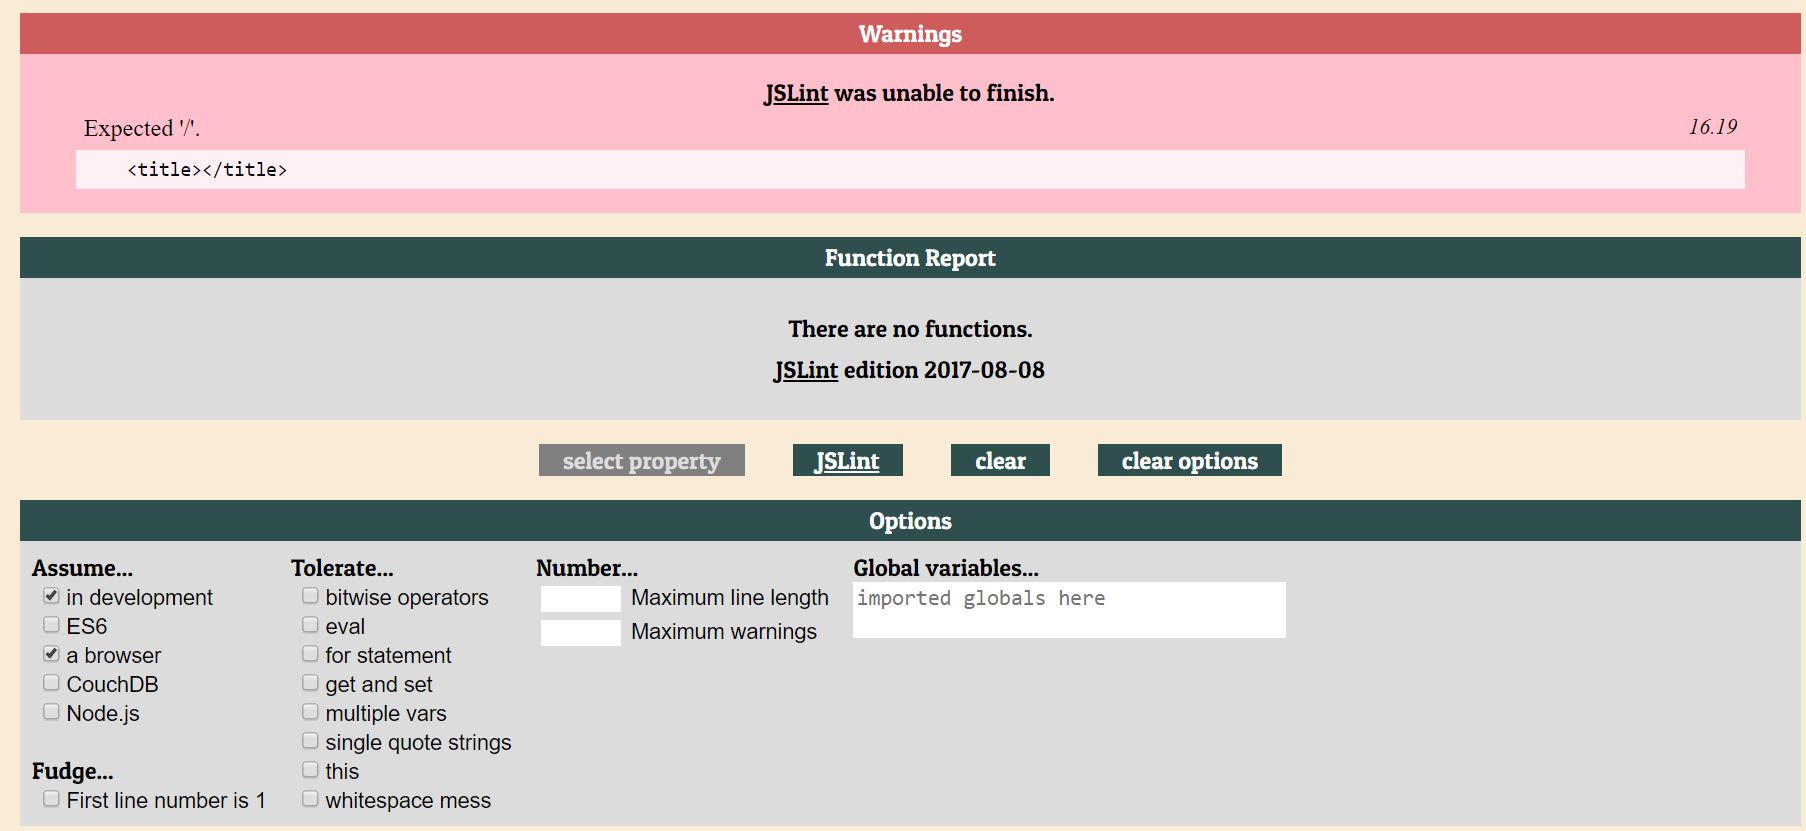 Warnings
JSLint was unable to finish.
Expected '/'. 16.19
<title></title>
Function Report
There are no functions.
JSLint edition 2017-08-08
select property JSLint clear clear options
Options
Assume...
in development
ES6
a browser
CouchDB
Node.js
Fudge...
First line number is 1
Tolerate...
bitwise operators
eval
for statement
get and set
multiple vars
single quote strings
this
whitespace mess
Number...
Maximum line length
Maximum warnings
Global variables...
imported globals here